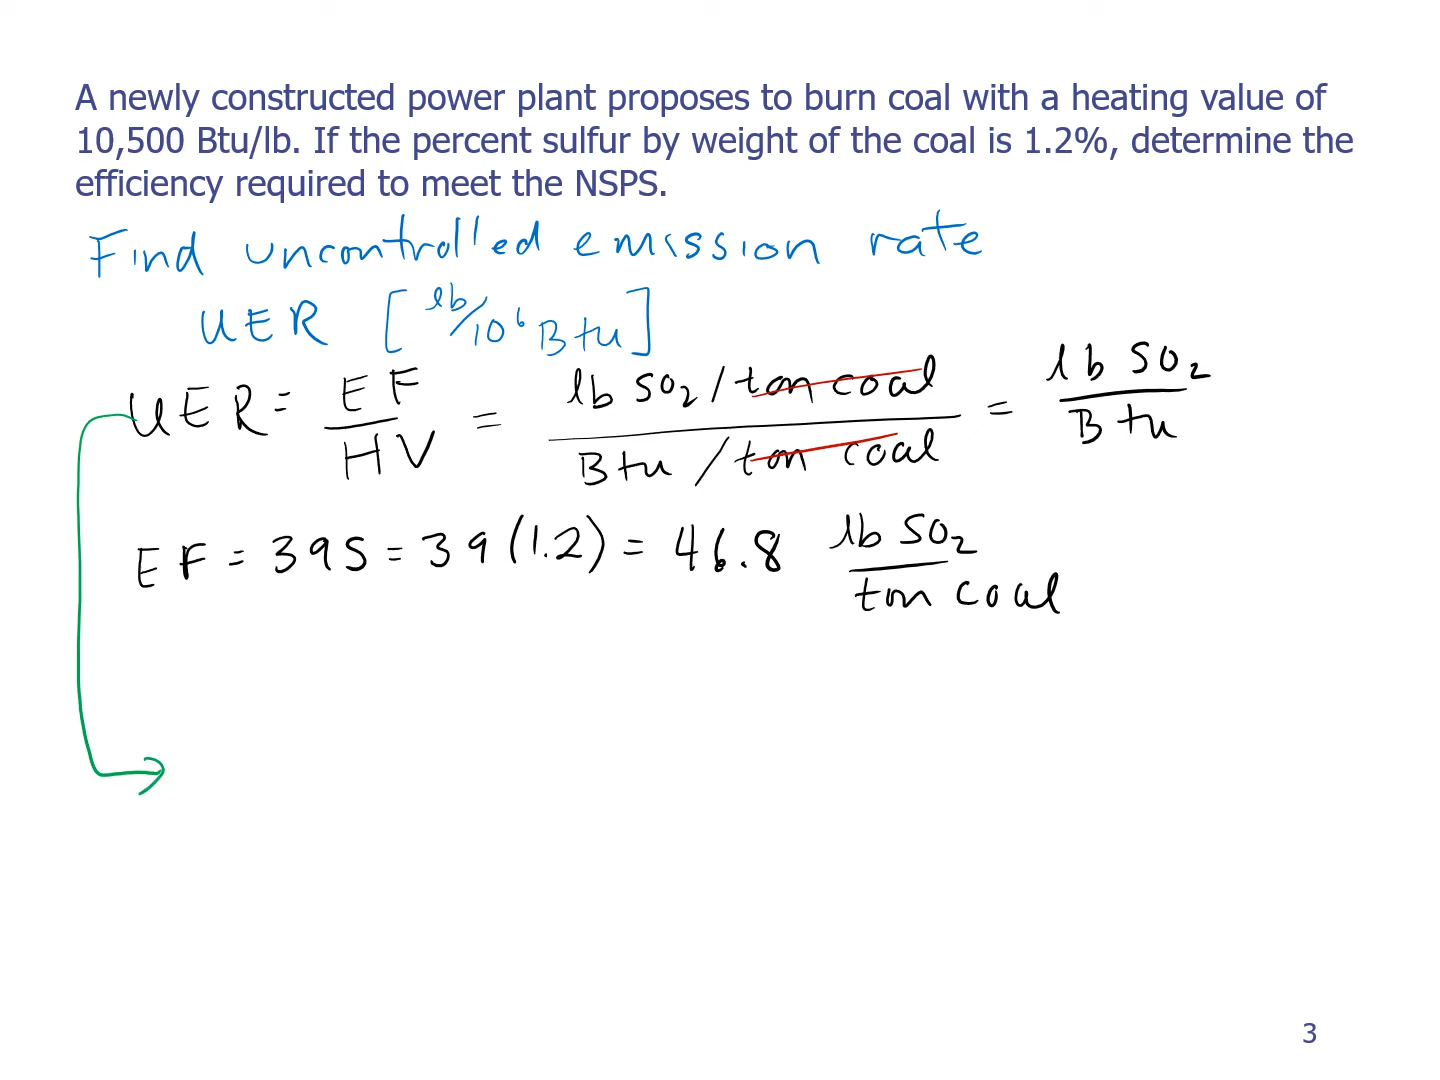 A newly constructed power plant proposes to burn coal with a heating value of
10,500 Btu/lb. If the percent sulfur by weight of the coal is 1.2%, determine the
efficiency required to meet the NSPS.
Find uncontrolled emission rate
UER [lb/10^6 Btu]
UER = EF/HV = (lb SO2/ton coal)/(Btu/ton coal) = lb SO2/Btu
EF = 39S = 39(1.2) = 46.8 lb SO2/ton coal
3